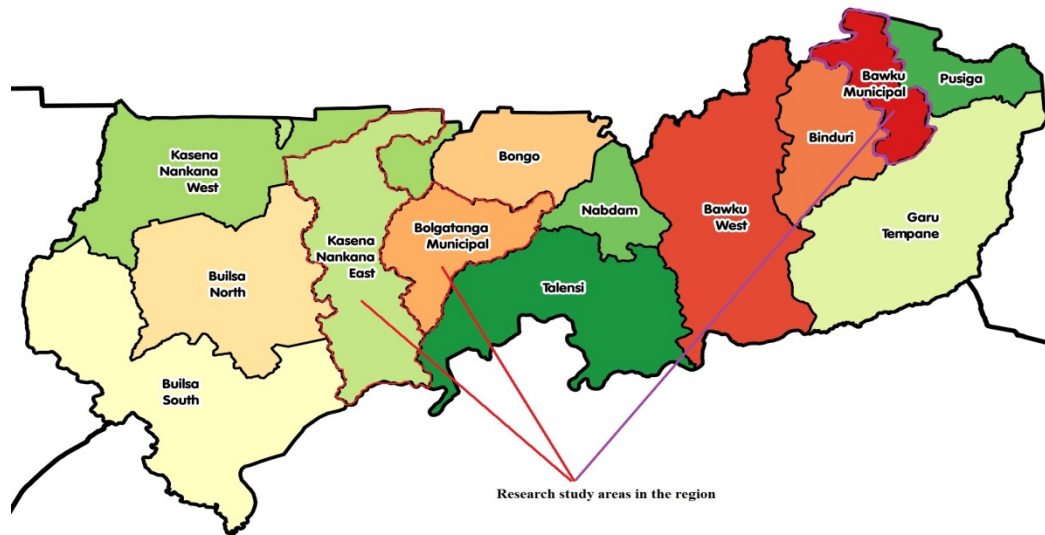 Kasena
Nankana
West
Builsa
North
Builsa
South
Kasena
Nankana
East
Bolgatanga
Municipal
Bongo
Nabdam
Talensi
Bawku
West
Binduri
Bawku
Municipal
Pusiga
Garu
Tempane
Research study areas in the region